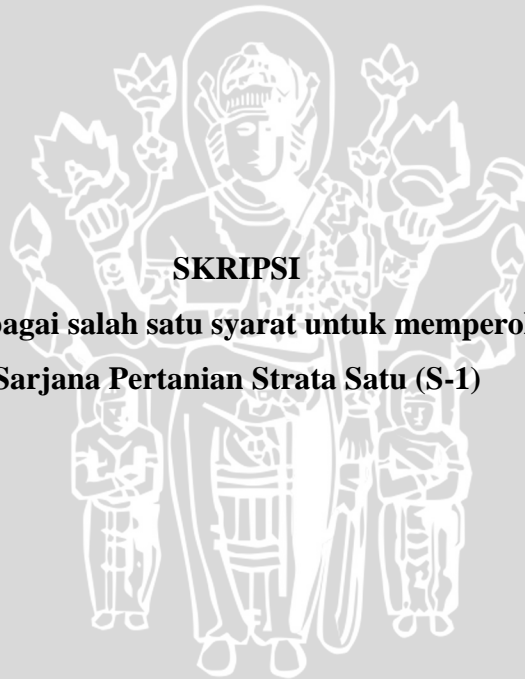 SKRIPSI
bagai salah satu syarat untuk memperol
Sarjana Pertanian Strata Satu (S-1)